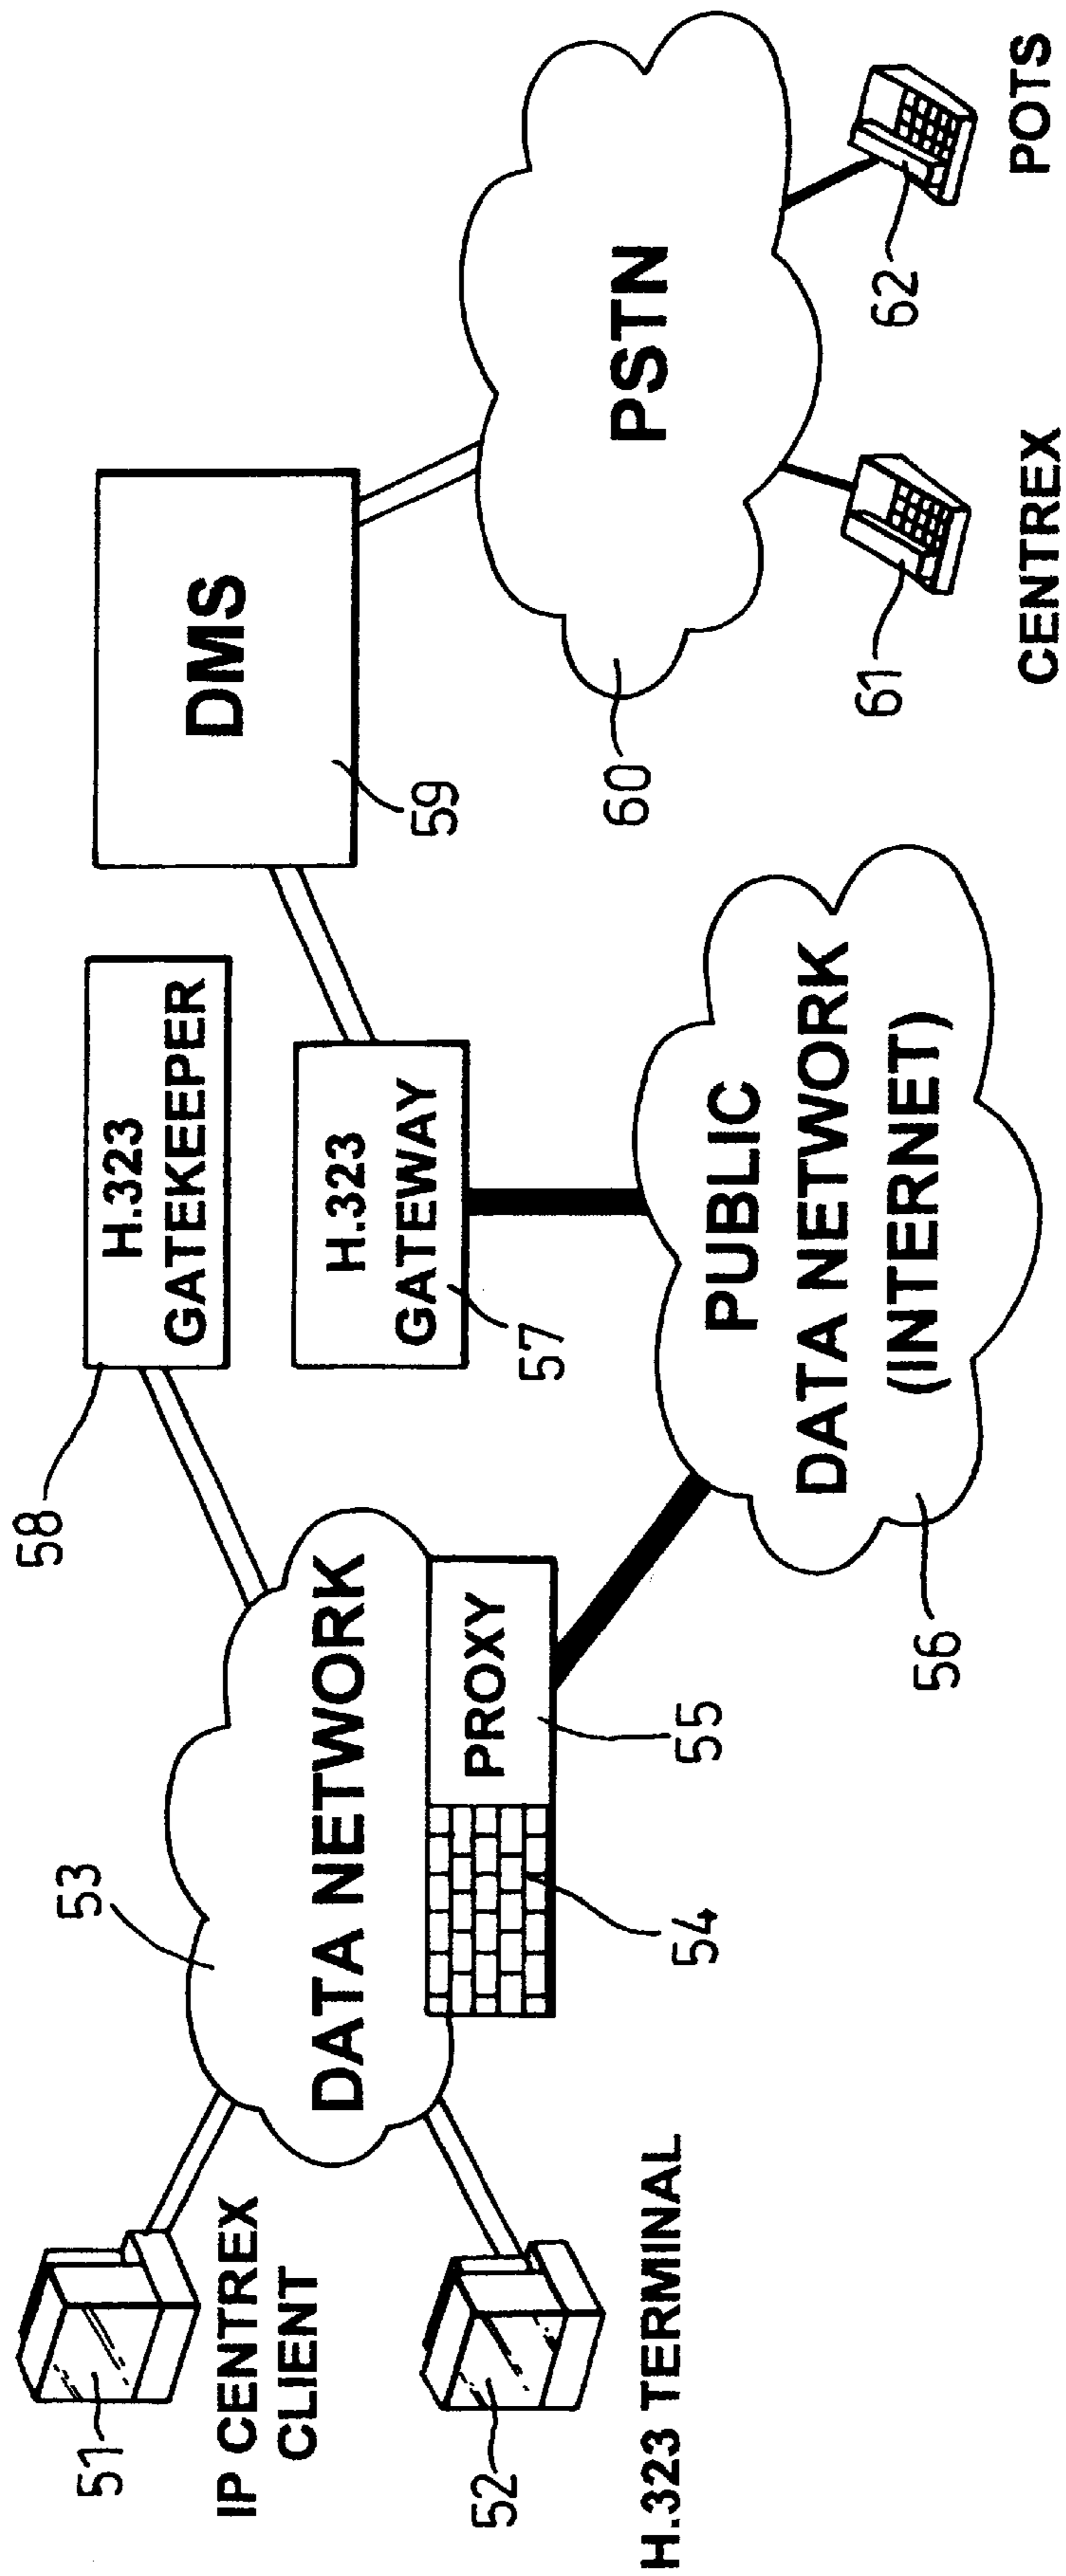 51
IP CENTREX
CLIENT
52
H.323 TERMINAL
53
DATA NETWORK
54
PROXY
55
58
H.323
GATEKEEPER
H.323
GATEWAY
57
PUBLIC
DATA NETWORK
(INTERNET)
56
DMS
59
PSTN
60
61
CENTREX
62
POTS